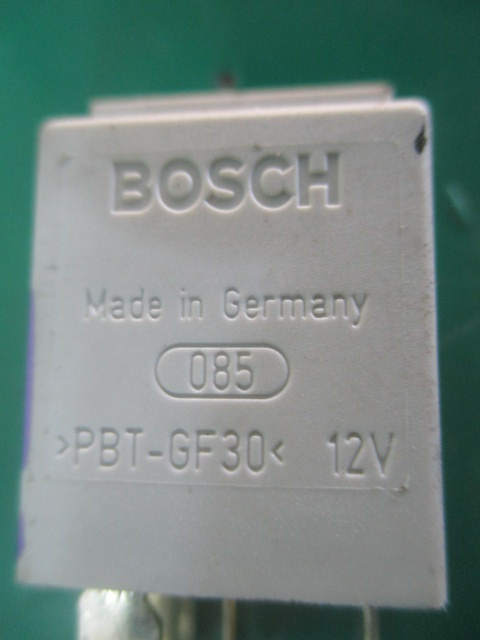 BOSCH
Made in Germany
085
>PBT-GF30< 12V